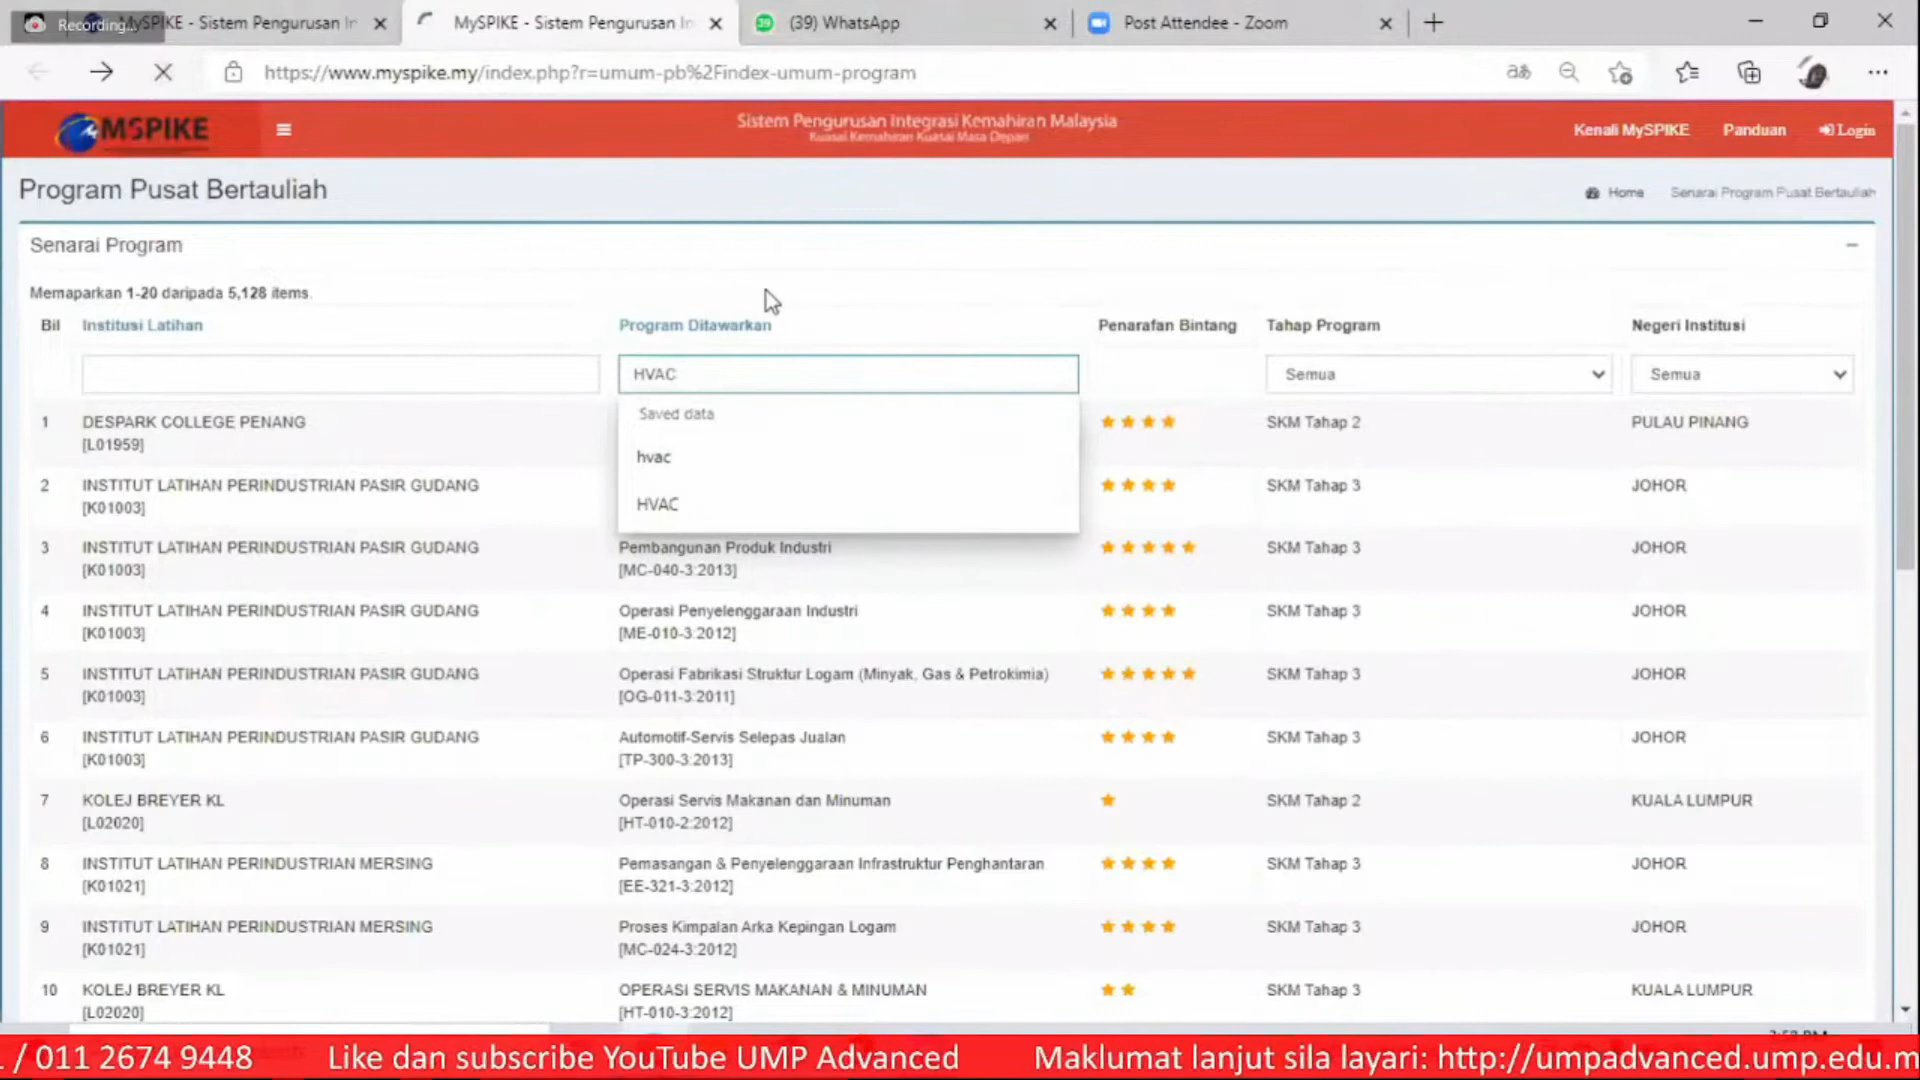 Recording...
MySPIKE - Sistem Pengurusan In
MySPIKE - Sistem Pengurusan In
(39) WhatsApp
Post Attendee - Zoom
https://www.myspike.my/index.php?r=umum-pb%2Findex-umum-program
MSPIKE
Sistem Pengurusan Integrasi Kemahiran Malaysia
Kuasai Kemahiran Kuasai Masa Depan
Kenali MySPIKE
Panduan
Login
Program Pusat Bertauliah
Home
Senarai Program Pusat Bertauliah
Senarai Program
Memaparkan 1-20 daripada 5,128 items.
Bil Institusi Latihan Program Ditawarkan Penarafan Bintang Tahap Program Negeri Institusi
HVAC Semua Semua
Saved data
hvac
HVAC
1 DESPARK COLLEGE PENANG SKM Tahap 2 PULAU PINANG
[L01959]
2 INSTITUT LATIHAN PERINDUSTRIAN PASIR GUDANG SKM Tahap 3 JOHOR
[K01003]
3 INSTITUT LATIHAN PERINDUSTRIAN PASIR GUDANG Pembangunan Produk Industri SKM Tahap 3 JOHOR
[K01003] [MC-040-3:2013]
4 INSTITUT LATIHAN PERINDUSTRIAN PASIR GUDANG Operasi Penyelenggaraan Industri SKM Tahap 3 JOHOR
[K01003] [ME-010-3:2012]
5 INSTITUT LATIHAN PERINDUSTRIAN PASIR GUDANG Operasi Fabrikasi Struktur Logam (Minyak, Gas & Petrokimia) SKM Tahap 3 JOHOR
[K01003] [OG-011-3:2011]
6 INSTITUT LATIHAN PERINDUSTRIAN PASIR GUDANG Automotif-Servis Selepas Jualan SKM Tahap 3 JOHOR
[K01003] [TP-300-3:2013]
7 KOLEJ BREYER KL Operasi Servis Makanan dan Minuman SKM Tahap 2 KUALA LUMPUR
[L02020] [HT-010-2:2012]
8 INSTITUT LATIHAN PERINDUSTRIAN MERSING Pemasangan & Penyelenggaraan Infrastruktur Penghantaran SKM Tahap 3 JOHOR
[K01021] [EE-321-3:2012]
9 INSTITUT LATIHAN PERINDUSTRIAN MERSING Proses Kimpalan Arka Kepingan Logam SKM Tahap 3 JOHOR
[K01021] [MC-024-3:2012]
10 KOLEJ BREYER KL OPERASI SERVIS MAKANAN & MINUMAN SKM Tahap 3 KUALA LUMPUR
[L02020] [HT-010-3:2012]
/ 011 2674 9448 Like dan subscribe YouTube UMP Advanced Maklumat lanjut sila layari: http://umpadvanced.ump.edu.m